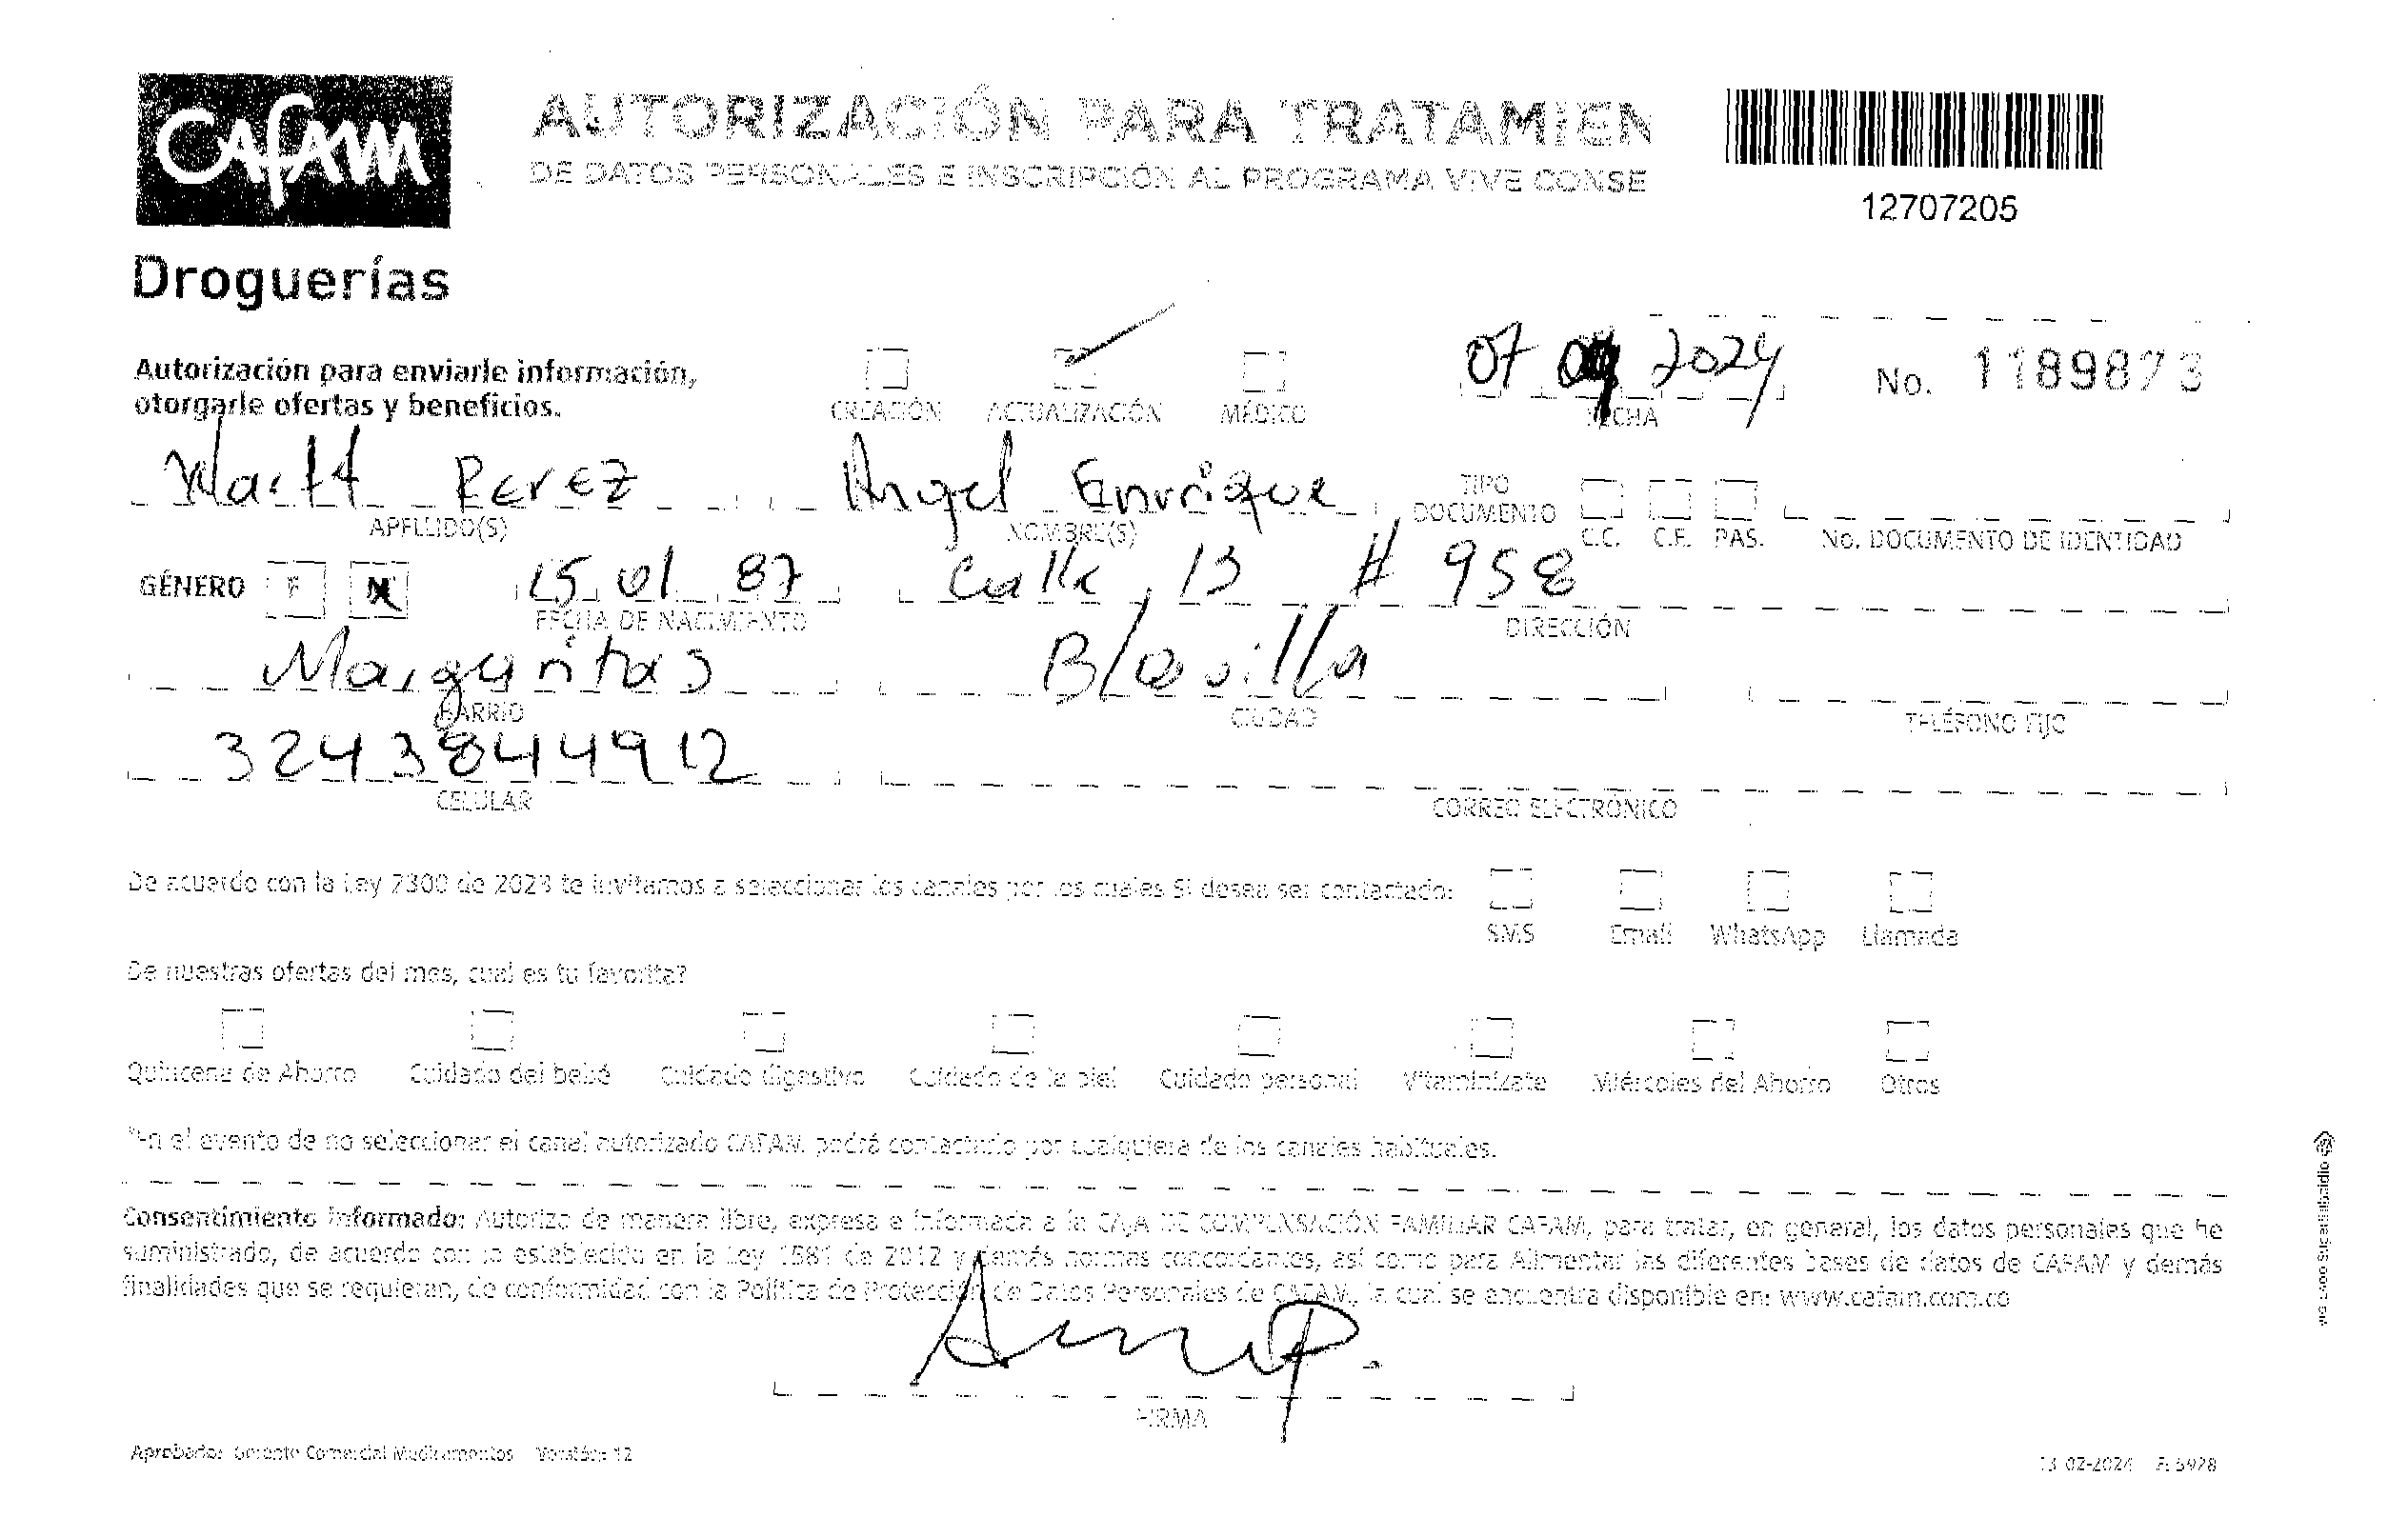 CAFAM
Droguerías
AUTORIZACIÓN PARA TRATAMIEN
DE DATOS PERSONALES E INSCRIPCIÓN AL PROGRAMA VIVE CONSE
12707205
Autorización para enviarle información,
otorgarle ofertas y beneficios.
CREACIÓN ACTUALIZACIÓN MÉDICO
07 2024
FECHA
No. 1189873
Perez Angel Enrique
APELLIDO(S) NOMBRE(S)
TIPO DOCUMENTO C.C. C.E. PAS. No. DOCUMENTO DE IDENTIDAD
GÉNERO F 15 01 87 Calle 13 # 958
FECHA DE NACIMIENTO DIRECCIÓN
Margaritas
BARRIO CIUDAD TELÉFONO FIJO
3243844912
CELULAR CORREO ELECTRÓNICO
De acuerdo con la Ley 2300 de 2023 te invitamos a seleccionar los canales por los cuales SI desea ser contactado:
SMS Email WhatsApp Llamada
De nuestras ofertas del mes, cual es tu favorita?
Quincena de Ahorro Cuidado del bebé Cuidado digestivo Cuidado de la piel Cuidado personal Vitaminízate Miércoles del Ahorro Otros
*En el evento de no seleccionar el canal autorizado CAFAM, podrá contactarlo por cualquiera de los canales habituales.
Consentimiento informado: Autorizo de manera libre, expresa e informada a la CAJA DE COMPENSACIÓN FAMILIAR CAFAM, para tratar, en general, los datos personales que he
suministrado, de acuerdo con lo establecido en la Ley 1581 de 2012 y demás normas concordantes, así como para Alimentar las diferentes bases de datos de CAFAM y demás
finalidades que se requieran, de conformidad con la Política de Protección de Datos Personales de CAFAM, la cual se encuentra disponible en: www.cafam.com.co
FIRMA
Aprobado: Gerente Comercial Medicamentos Versión: 12
13-02-2024